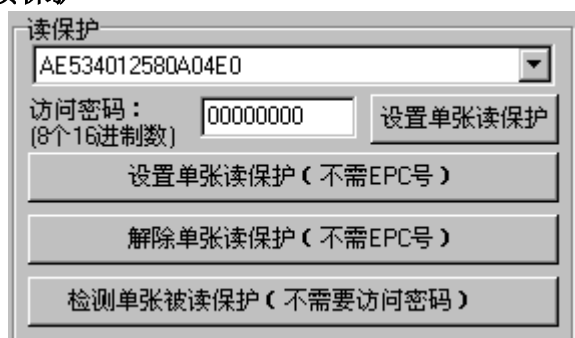 读保护
AE534012580A04E0
访问密码：
(8个16进制数)
00000000
设置单张读保护
设置单张读保护（不需EPC号）
解除单张读保护（不需EPC号）
检测单张被读保护（不需要访问密码）